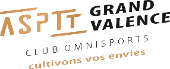 ASPTT GRAND
VALENCE
CLUB OMNISPORTS
cultivons vos envies